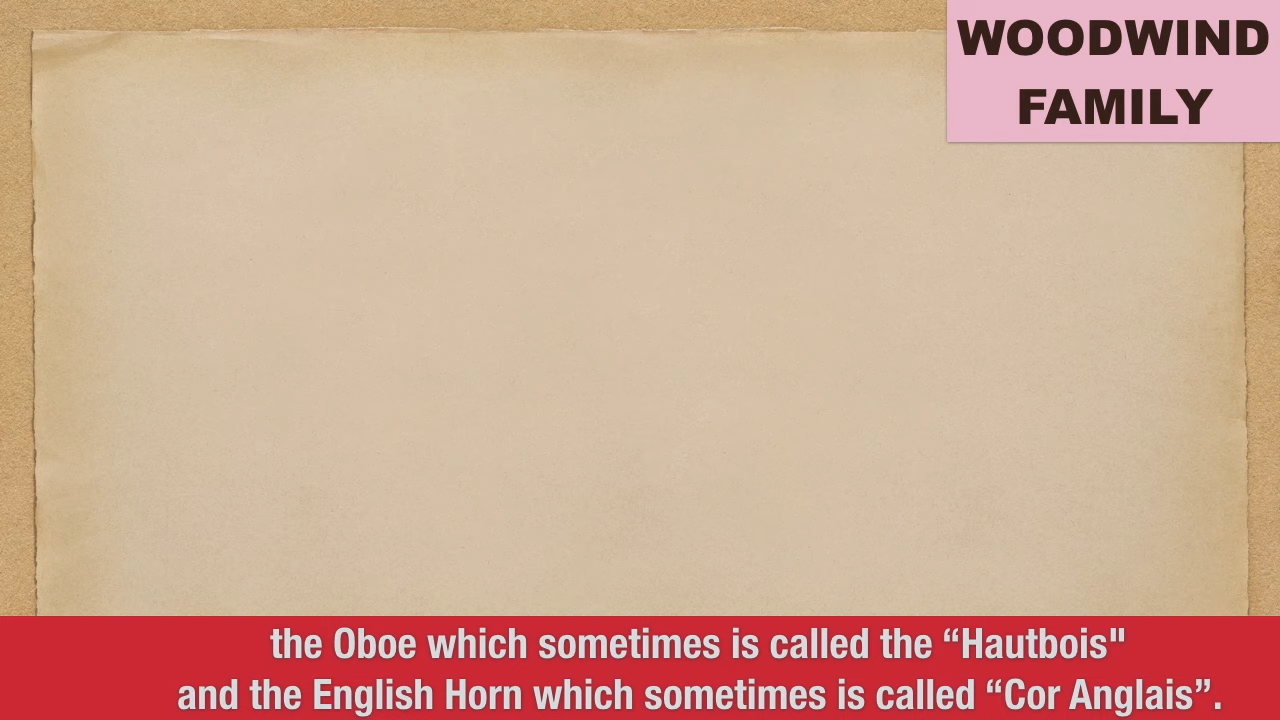 WOODWIND
FAMILY
the Oboe which sometimes is called the “Hautbois"
and the English Horn which sometimes is called “Cor Anglais”.